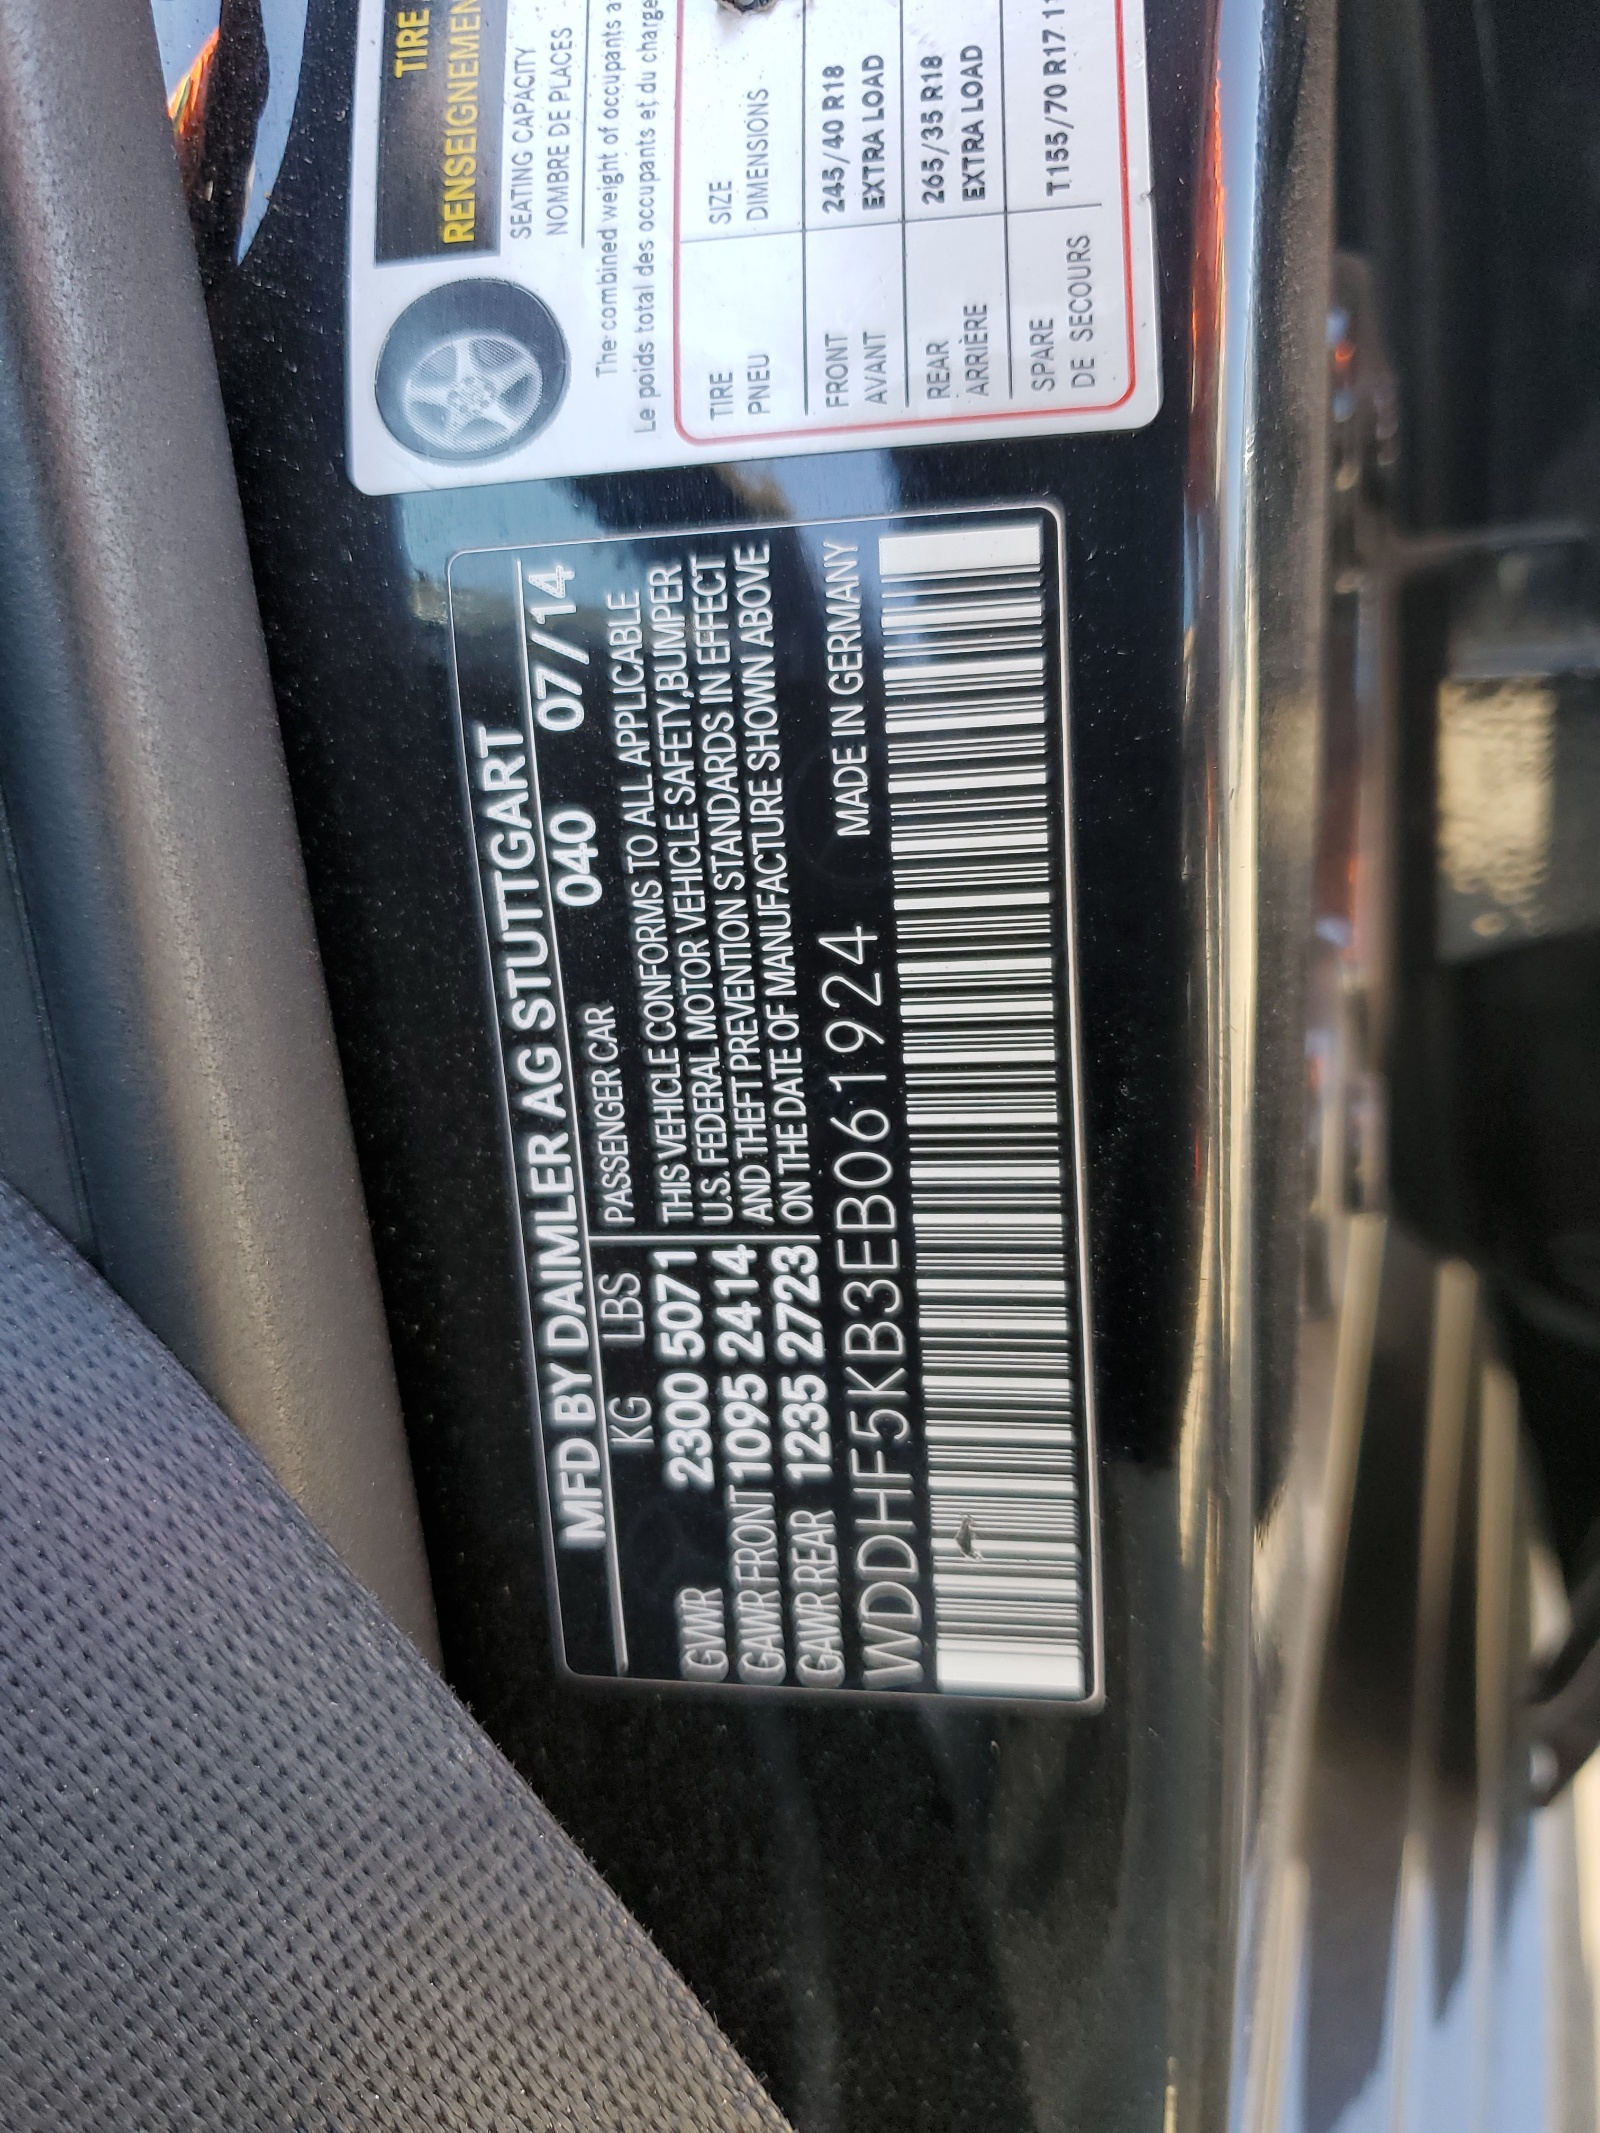 MFD BY DAIMLER AG STUTTGART
KG LBS PASSENGER CAR 040 07/14
GVWR 2300 5071 THIS VEHICLE CONFORMS TO ALL APPLICABLE
GAWR FRONT 1095 2414 U.S. FEDERAL MOTOR VEHICLE SAFETY,BUMPER
GAWR REAR 1235 2723 AND THEFT PREVENTION STANDARDS IN EFFECT
ON THE DATE OF MANUFACTURE SHOWN ABOVE
WDDHF5KB3EB061924 MADE IN GERMANY
TIRE
RENSEIGNEMEN
SEATING CAPACITY
NOMBRE DE PLACES
The combined weight of occupants a
Le poids total des occupants et du charge
TIRE SIZE
PNEU DIMENSIONS
FRONT 245/40 R18
AVANT EXTRA LOAD
REAR 265/35 R18
ARRIÈRE EXTRA LOAD
SPARE T155/70 R17 11
DE SECOURS